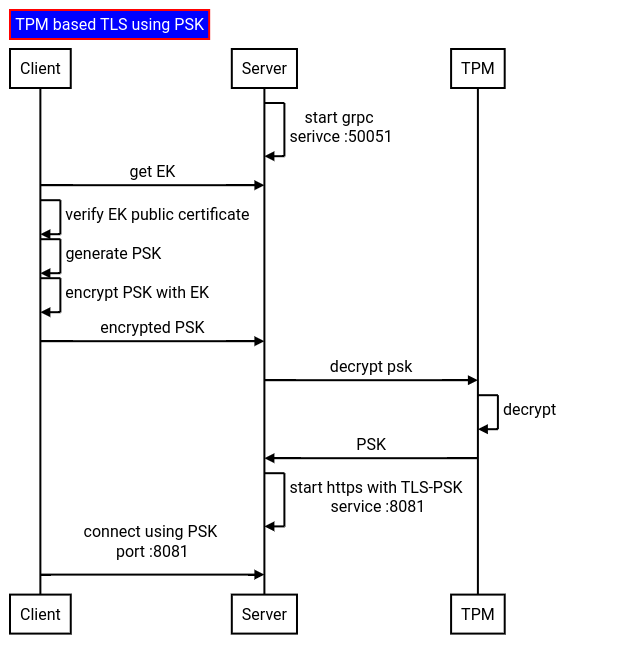 TPM based TLS using PSK
Client
Server
TPM
start grpc
serivce :50051
get EK
verify EK public certificate
generate PSK
encrypt PSK with EK
encrypted PSK
decrypt psk
decrypt
PSK
start https with TLS-PSK
service :8081
connect using PSK
port :8081
Client
Server
TPM